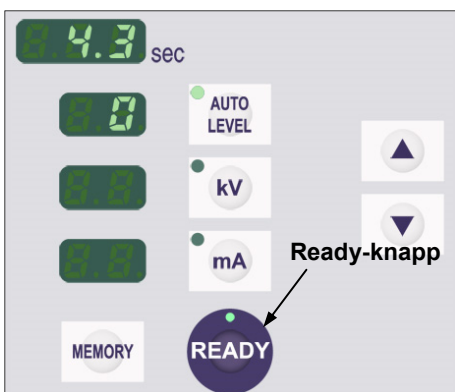 4.3 sec
0
AUTO
LEVEL
kV
mA
Ready-knapp
MEMORY
READY